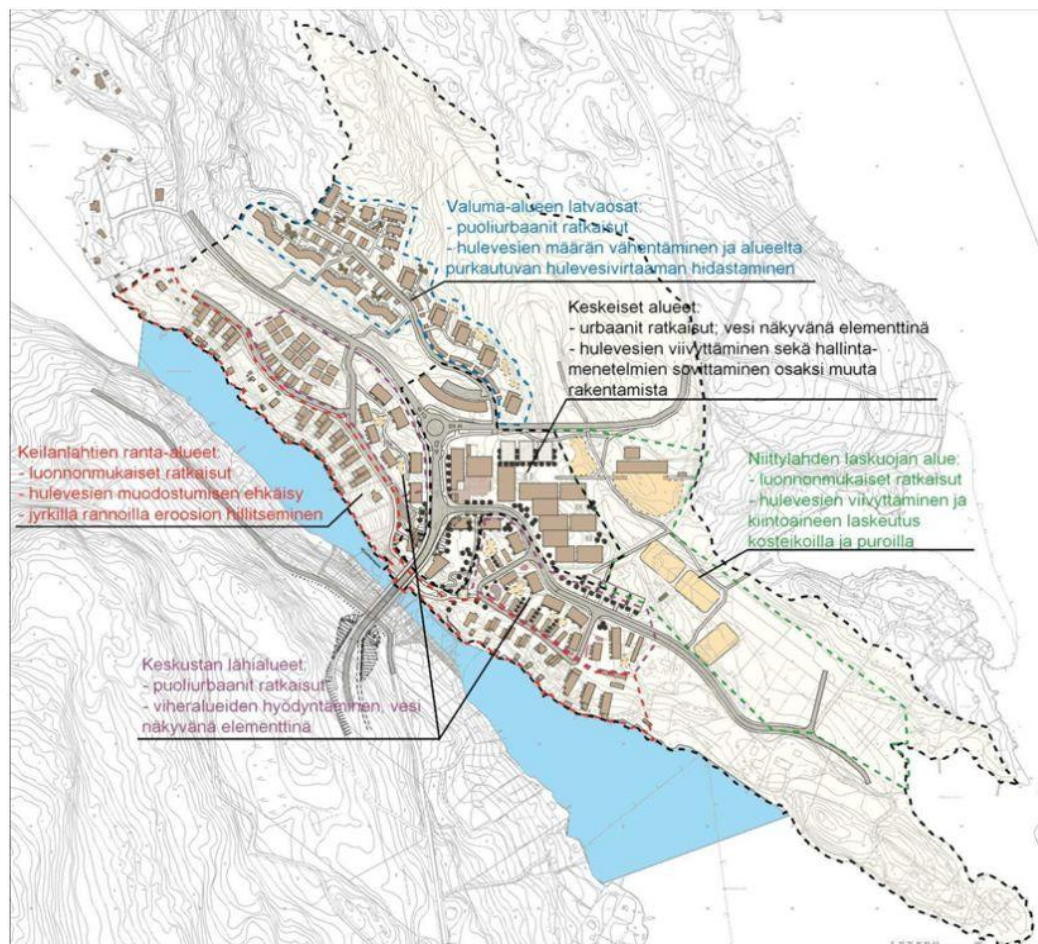 Valuma-alueen latvaosat:
- puoliurbaanit ratkaisut
- hulevesien määrän vähentäminen ja alueelta
purkautuvan hulevesivirtaaman hidastaminen
Keskeiset alueet:
- urbaanit ratkaisut; vesi näkyvänä elementtinä
- hulevesien viivyttäminen sekä hallinta-
menetelmien sovittaminen osaksi muuta
rakentamista
Keilanlahtien ranta-alueet:
- luonnonmukaiset ratkaisut
- hulevesien muodostumisen ehkäisy
- jyrkillä rannoilla eroosion hillitseminen
Niittylahden laskuojan alue:
- luonnonmukaiset ratkaisut
- hulevesien viivyttäminen ja
kiintoaineen laskeutus
kosteikoilla ja puroilla
Keskustan lähialueet:
- puoliurbaanit ratkaisut
- viheralueiden hyödyntäminen, vesi
näkyvänä elementtinä